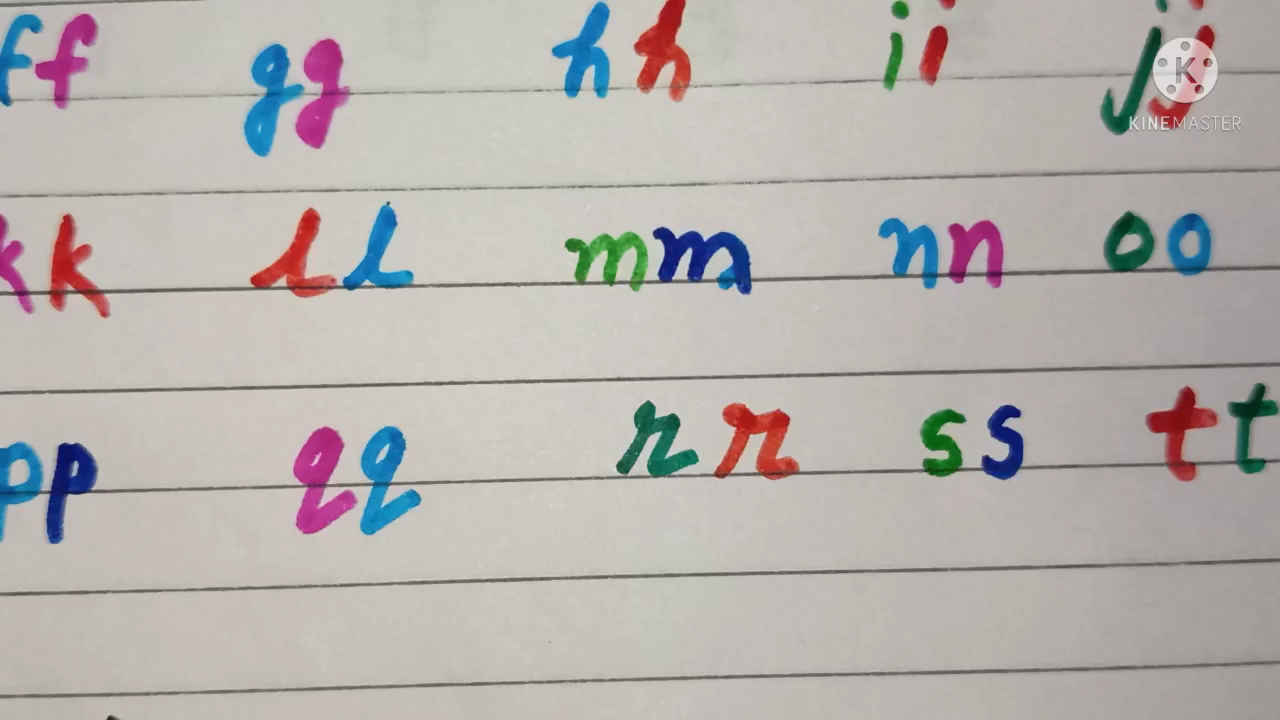 ff gg hh ii jj
KINEMASTER
kk ll mm nn oo
pp qq rr ss tt